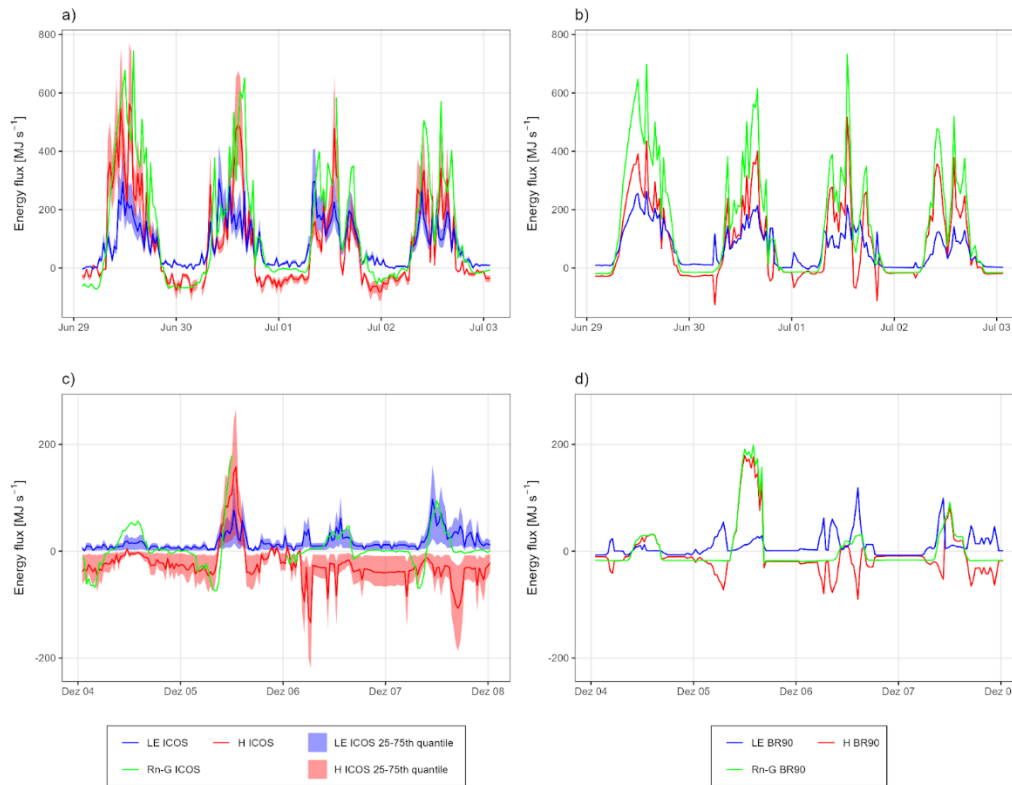 a)
800
600
400
200
0
Energy flux [MJ s⁻¹]
Jun 29 Jun 30 Jul 01 Jul 02 Jul 03
b)
800
600
400
200
0
Energy flux [MJ s⁻¹]
Jun 29 Jun 30 Jul 01 Jul 02 Jul 03
c)
200
0
-200
Energy flux [MJ s⁻¹]
Dez 04 Dez 05 Dez 06 Dez 07 Dez 08
d)
200
0
-200
Energy flux [MJ s⁻¹]
Dez 04 Dez 05 Dez 06 Dez 07 Dez 0
LE ICOS H ICOS LE ICOS 25-75th quantile
Rn-G ICOS H ICOS 25-75th quantile
LE BR90 H BR90
Rn-G BR90